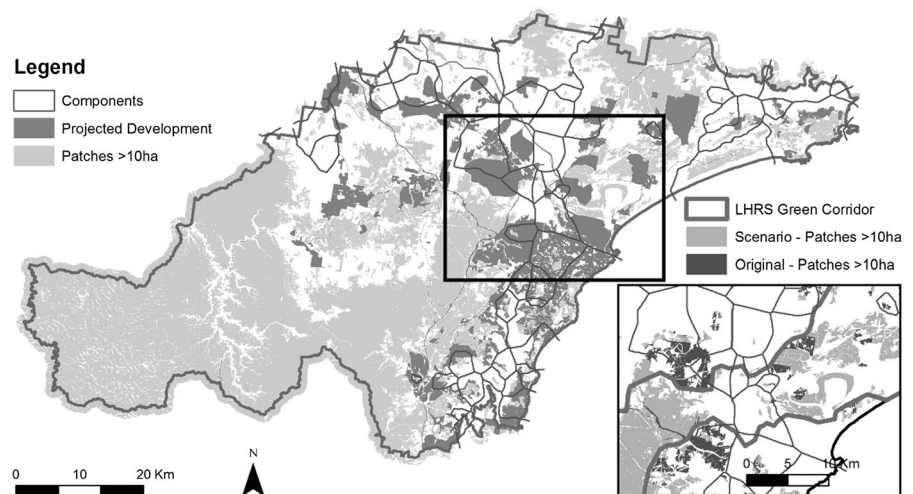 Legend
Components
Projected Development
Patches >10ha
LHRS Green Corridor
Scenario - Patches >10ha
Original - Patches >10ha
0 10 20 Km
N
0 5 10 Km